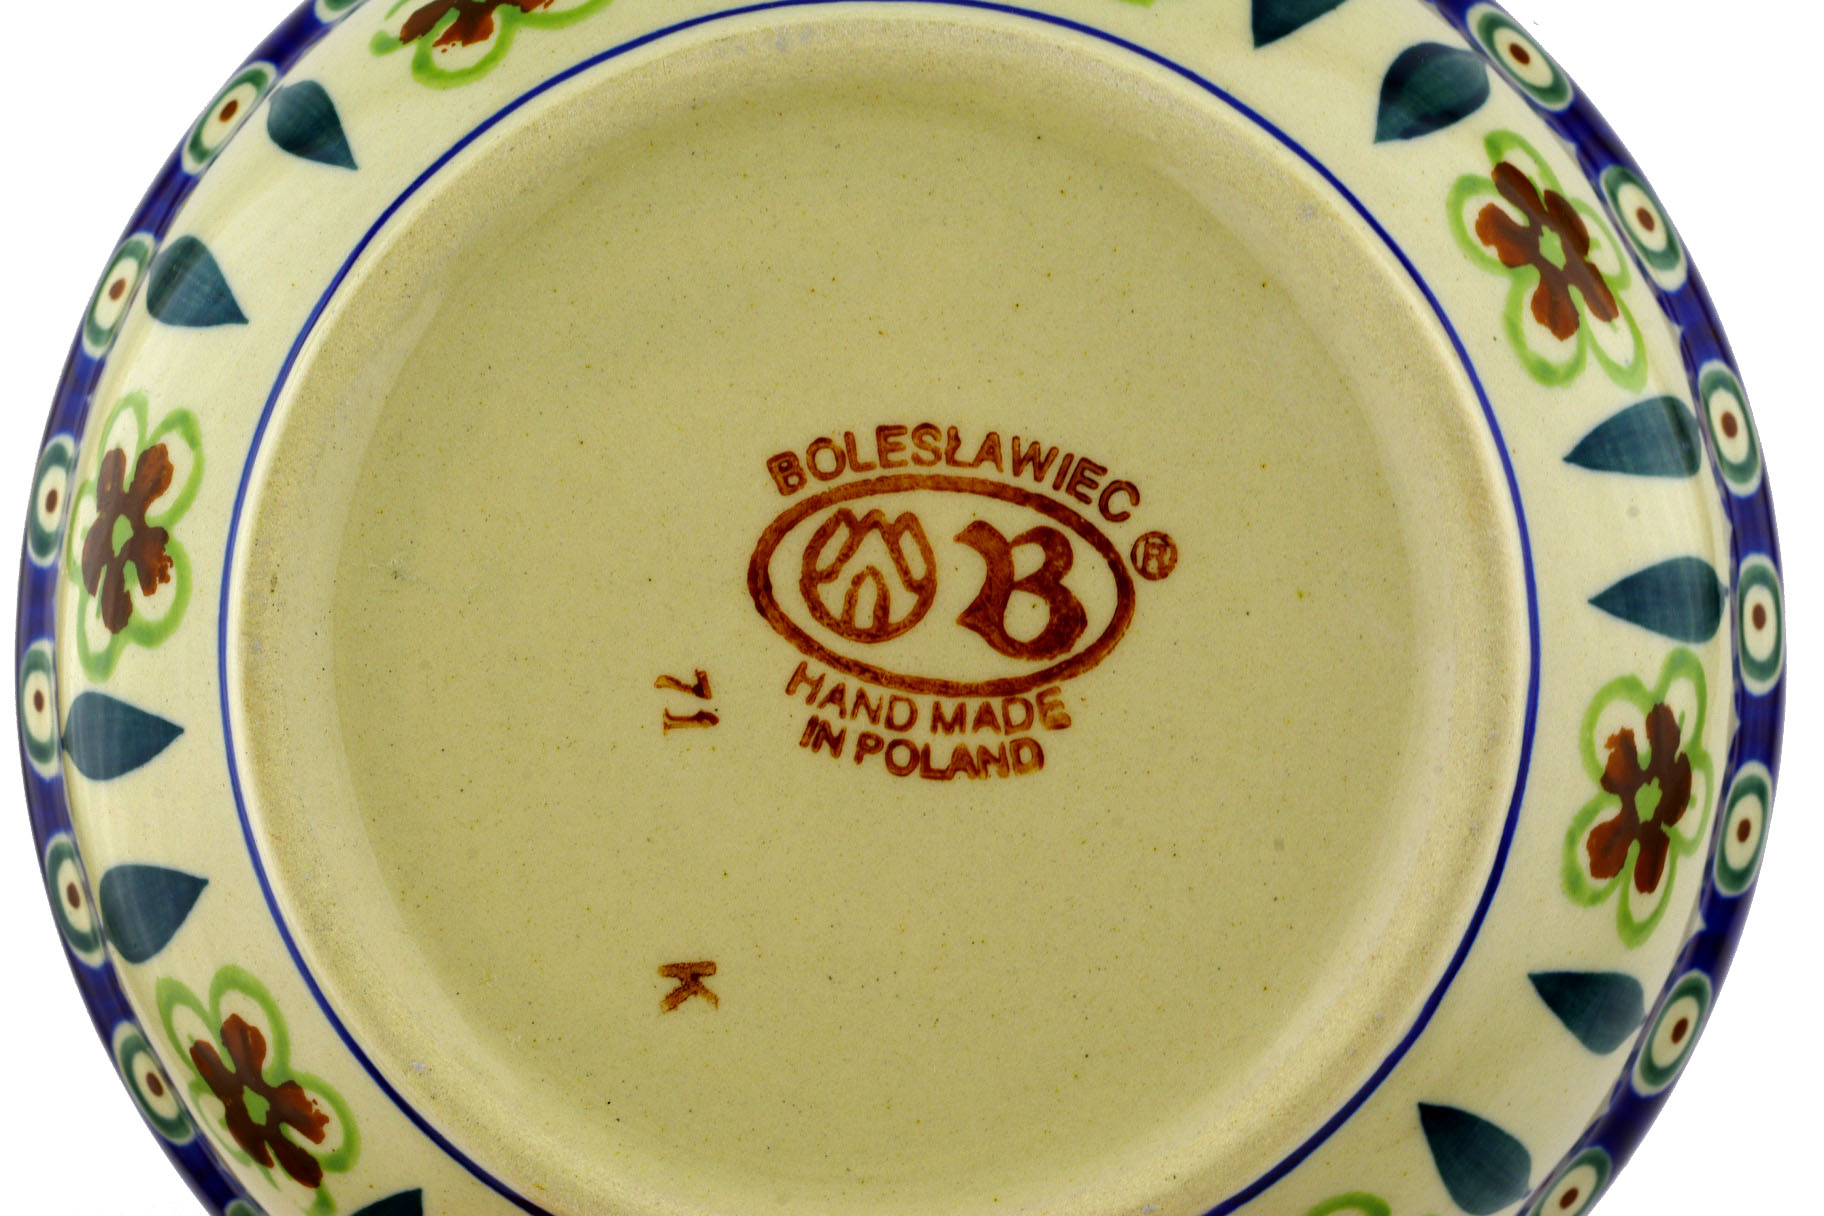 BOLESŁAWIEC
B ®
HAND MADE
IN POLAND
71
K